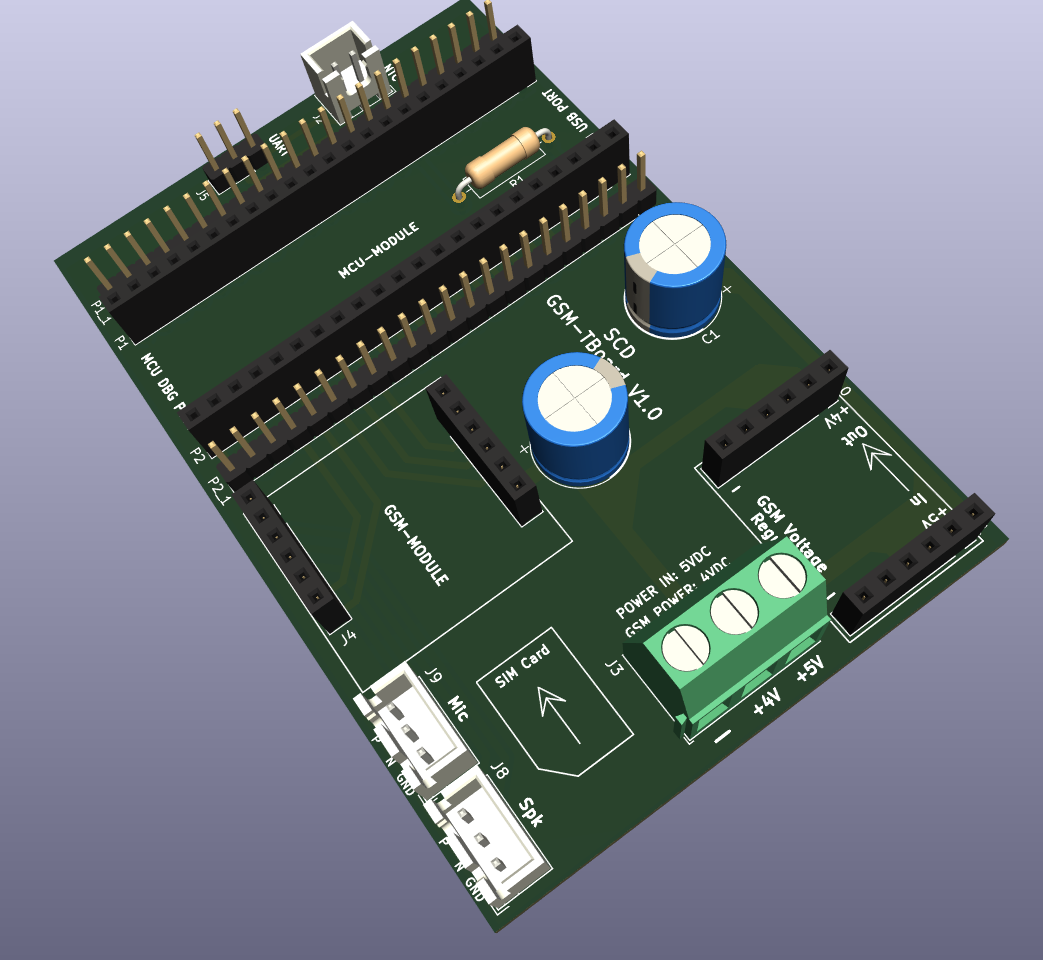 J2
NTC
UART
J5
USB PORT
R1
MCU-MODULE
P1_1
P1
MCU DBG P
P2
P2_1
C1
SCD
GSM-TBoard V1.0
+
+
+4V
Out
In
+5V
-
-
GSM Voltage
GSM-MODULE
POWER IN: 5VDC
GSM POWER: 4VDC
J4
J3
SIM Card
J9
Mic
P
N
GND
J8
Spk
P
N
GND
- +4V +5V